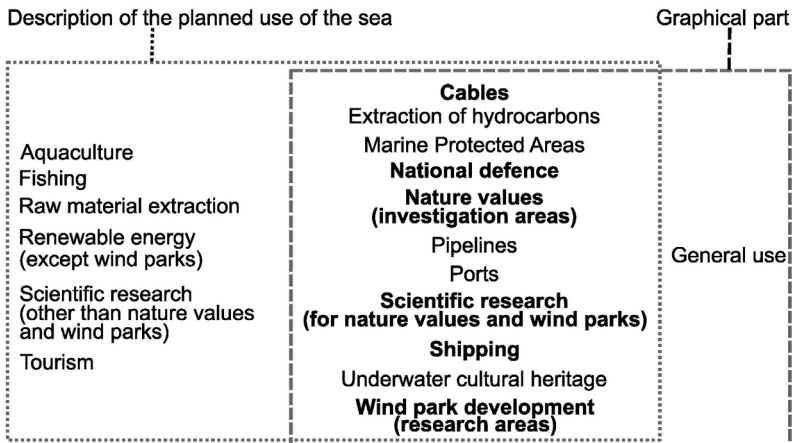 Description of the planned use of the sea
Graphical part
Aquaculture
Fishing
Raw material extraction
Renewable energy
(except wind parks)
Scientific research
(other than nature values
and wind parks)
Tourism
Cables
Extraction of hydrocarbons
Marine Protected Areas
National defence
Nature values
(investigation areas)
Pipelines
Ports
Scientific research
(for nature values and wind parks)
Shipping
Underwater cultural heritage
Wind park development
(research areas)
General use